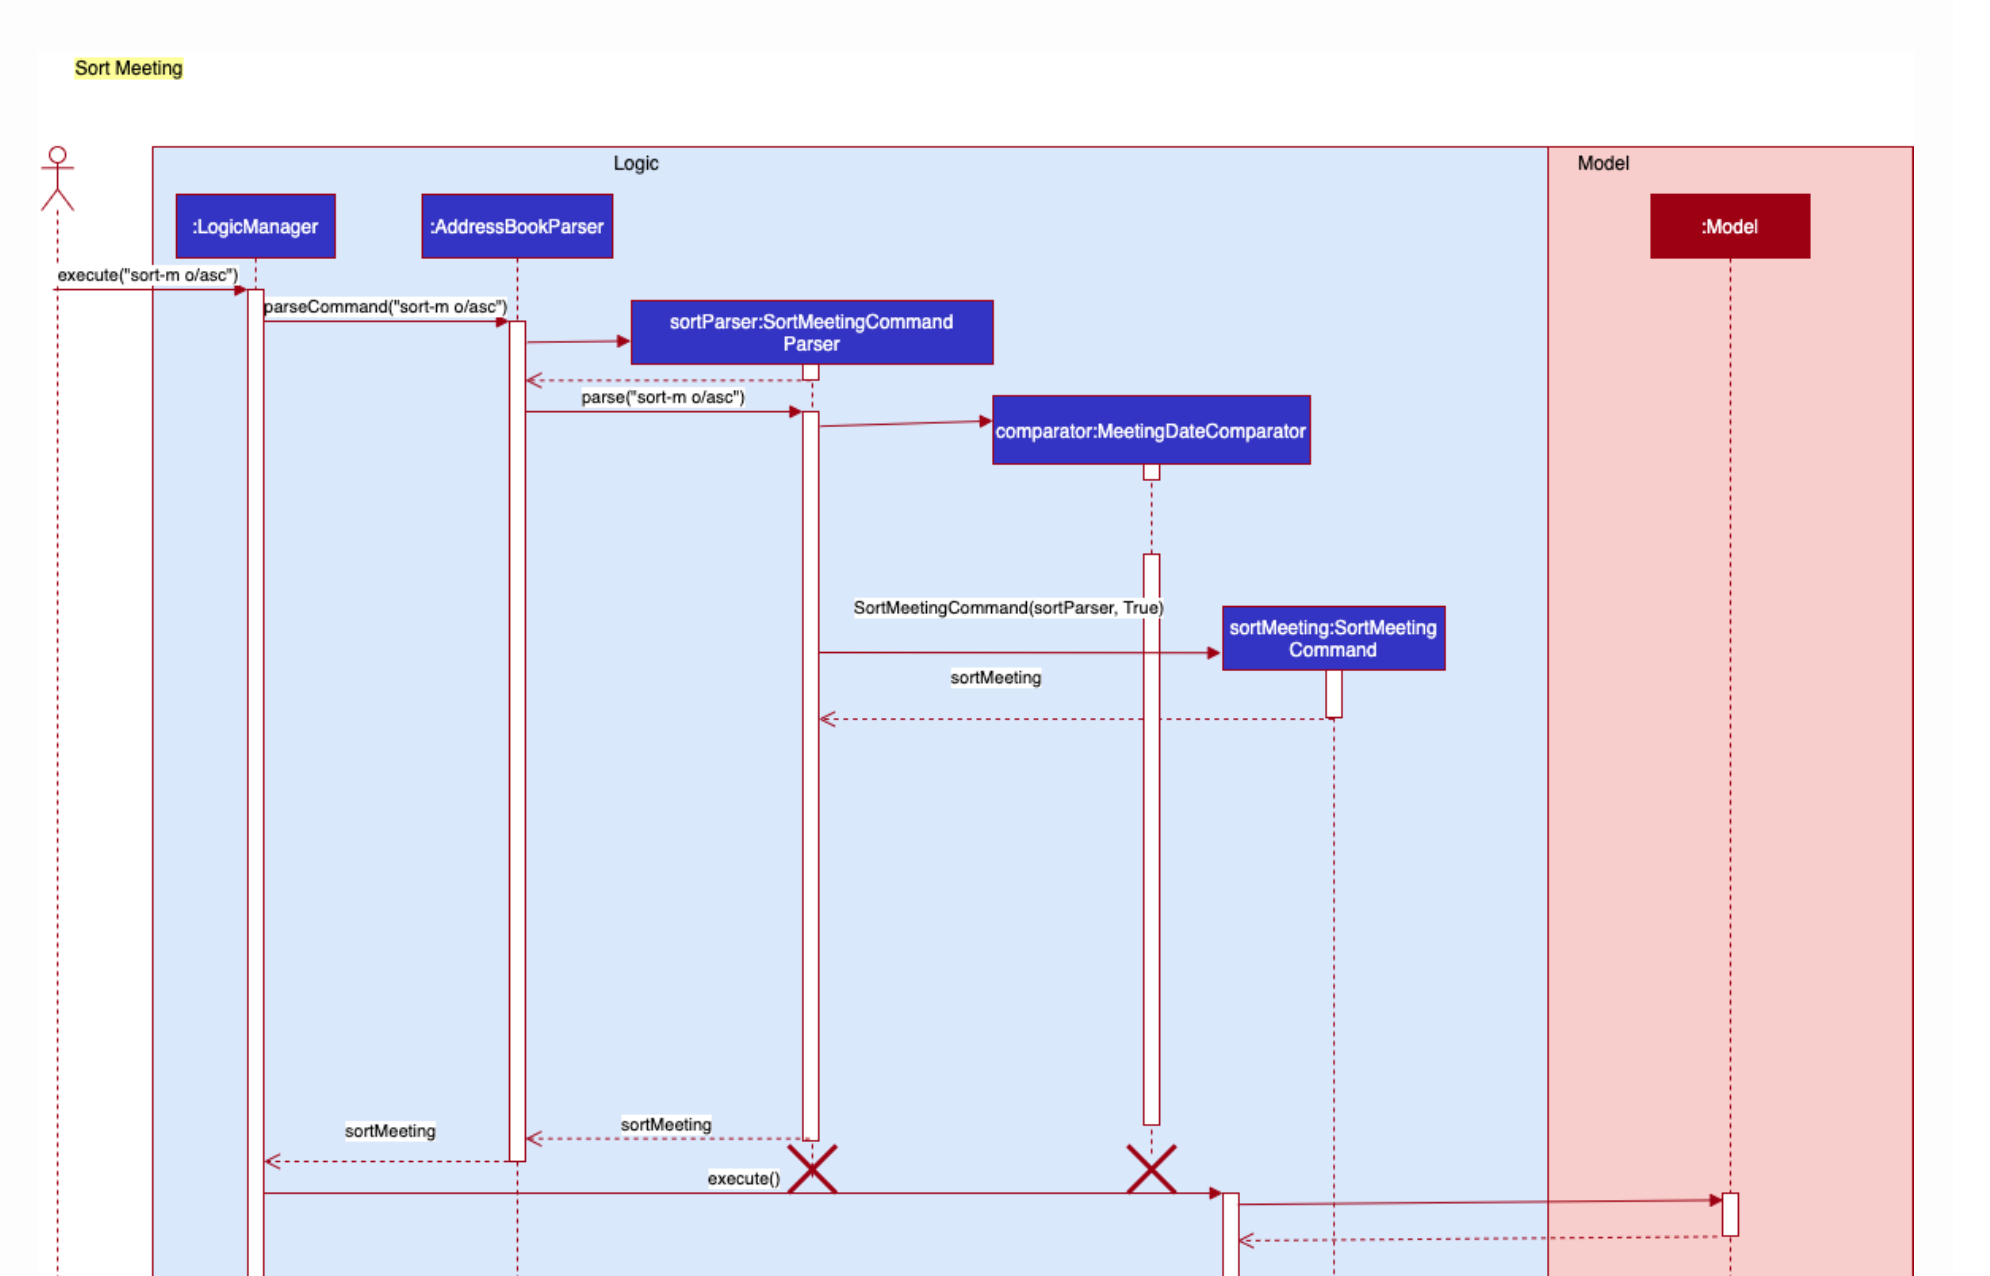 Sort Meeting
Logic
Model
:LogicManager
:AddressBookParser
:Model
execute("sort-m o/asc")
parseCommand("sort-m o/asc")
sortParser:SortMeetingCommand
Parser
parse("sort-m o/asc")
comparator:MeetingDateComparator
SortMeetingCommand(sortParser, True)
sortMeeting:SortMeeting
Command
sortMeeting
sortMeeting
sortMeeting
execute()